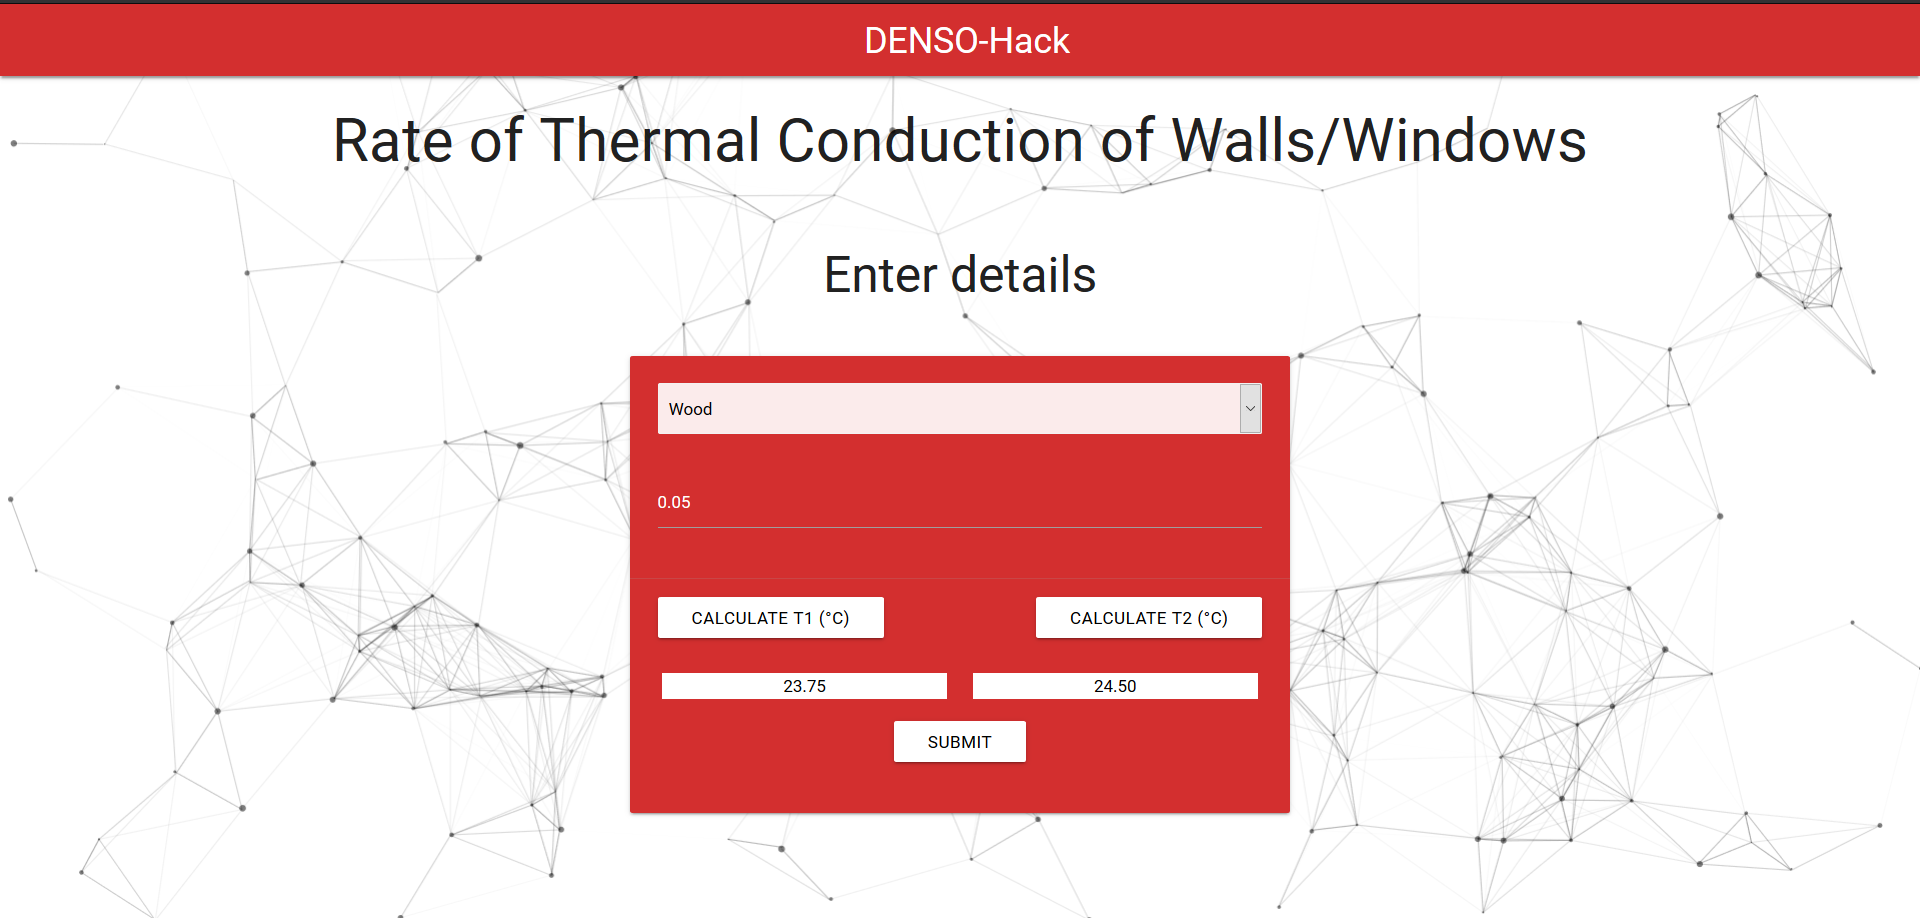 DENSO-Hack
Rate of Thermal Conduction of Walls/Windows
Enter details
Wood
0.05
CALCULATE T1 (°C) CALCULATE T2 (°C)
23.75 24.50
SUBMIT